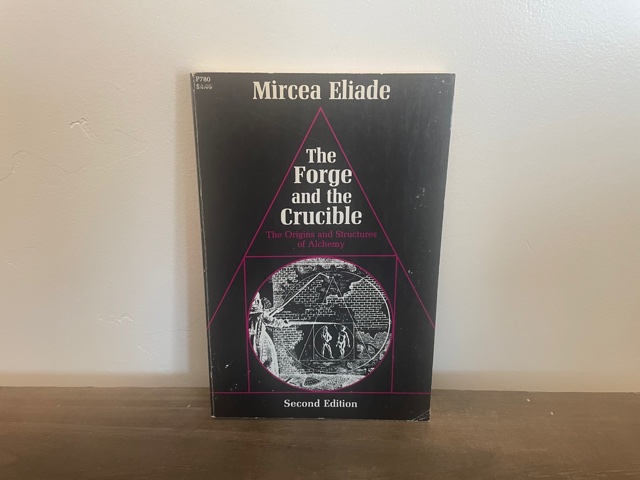 P780
Mircea Eliade
The
Forge
and the
Crucible
The Origins and Structures
of Alchemy
Second Edition